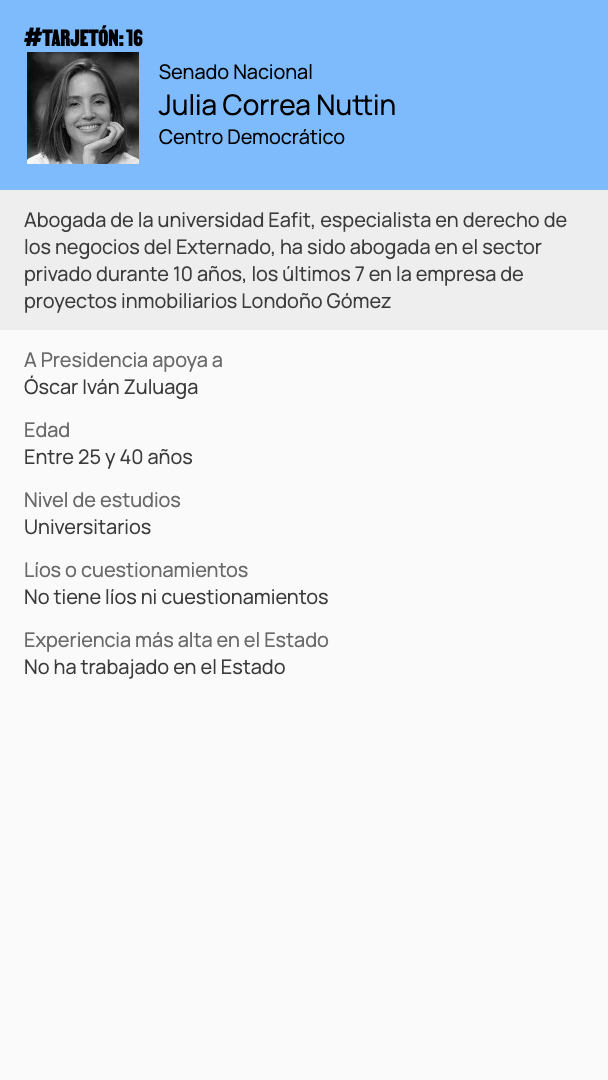 #TARJETÓN: 16
Senado Nacional
Julia Correa Nuttin
Centro Democrático
Abogada de la universidad Eafit, especialista en derecho de
los negocios del Externado, ha sido abogada en el sector
privado durante 10 años, los últimos 7 en la empresa de
proyectos inmobiliarios Londoño Gómez
A Presidencia apoya a
Óscar Iván Zuluaga
Edad
Entre 25 y 40 años
Nivel de estudios
Universitarios
Líos o cuestionamientos
No tiene líos ni cuestionamientos
Experiencia más alta en el Estado
No ha trabajado en el Estado